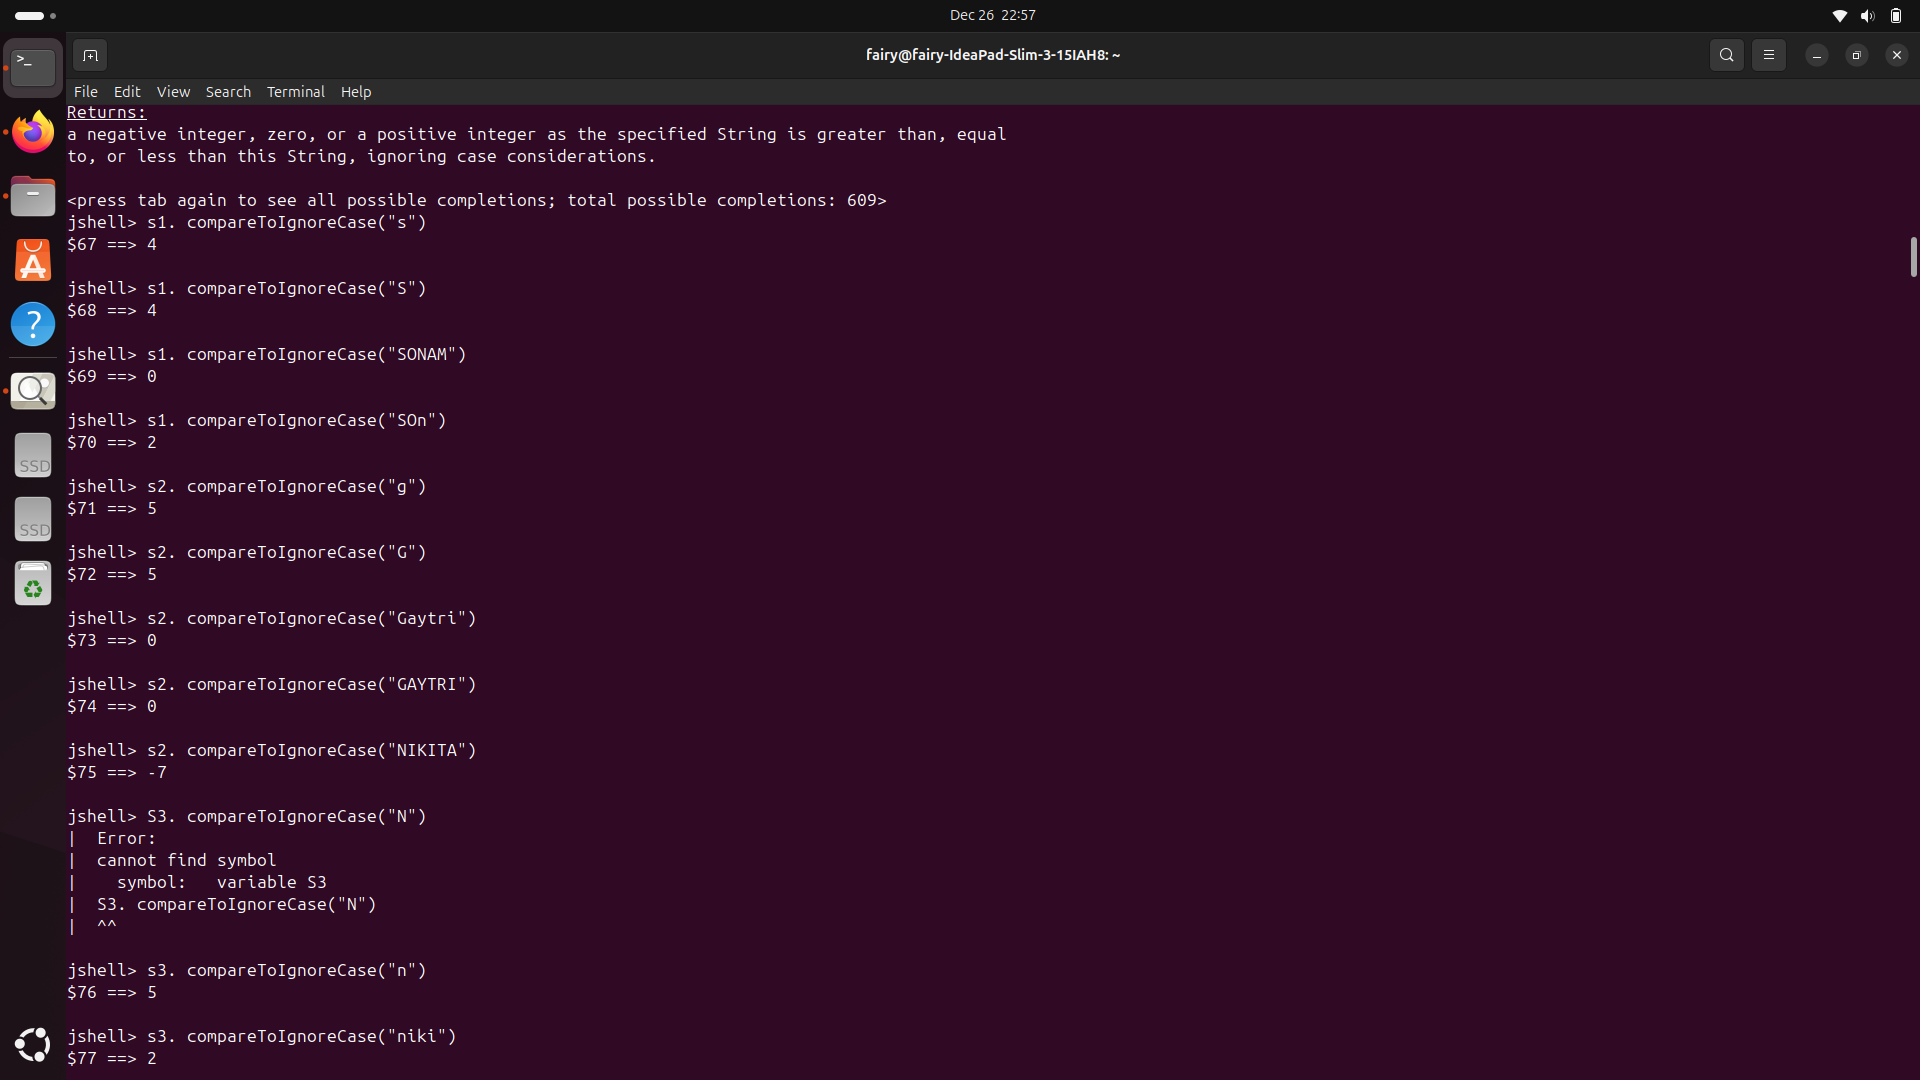 Dec 26 22:57
fairy@fairy-IdeaPad-Slim-3-15IAH8: ~
File Edit View Search Terminal Help
Returns:
a negative integer, zero, or a positive integer as the specified String is greater than, equal
to, or less than this String, ignoring case considerations.
<press tab again to see all possible completions; total possible completions: 609>
jshell> s1. compareToIgnoreCase("s")
$67 ==> 4
jshell> s1. compareToIgnoreCase("S")
$68 ==> 4
jshell> s1. compareToIgnoreCase("SONAM")
$69 ==> 0
jshell> s1. compareToIgnoreCase("SOn")
$70 ==> 2
jshell> s2. compareToIgnoreCase("g")
$71 ==> 5
jshell> s2. compareToIgnoreCase("G")
$72 ==> 5
jshell> s2. compareToIgnoreCase("Gaytri")
$73 ==> 0
jshell> s2. compareToIgnoreCase("GAYTRI")
$74 ==> 0
jshell> s2. compareToIgnoreCase("NIKITA")
$75 ==> -7
jshell> S3. compareToIgnoreCase("N")
|  Error:
|  cannot find symbol
|    symbol:   variable S3
|  S3. compareToIgnoreCase("N")
|  ^^
jshell> s3. compareToIgnoreCase("n")
$76 ==> 5
jshell> s3. compareToIgnoreCase("niki")
$77 ==> 2
SSD
SSD